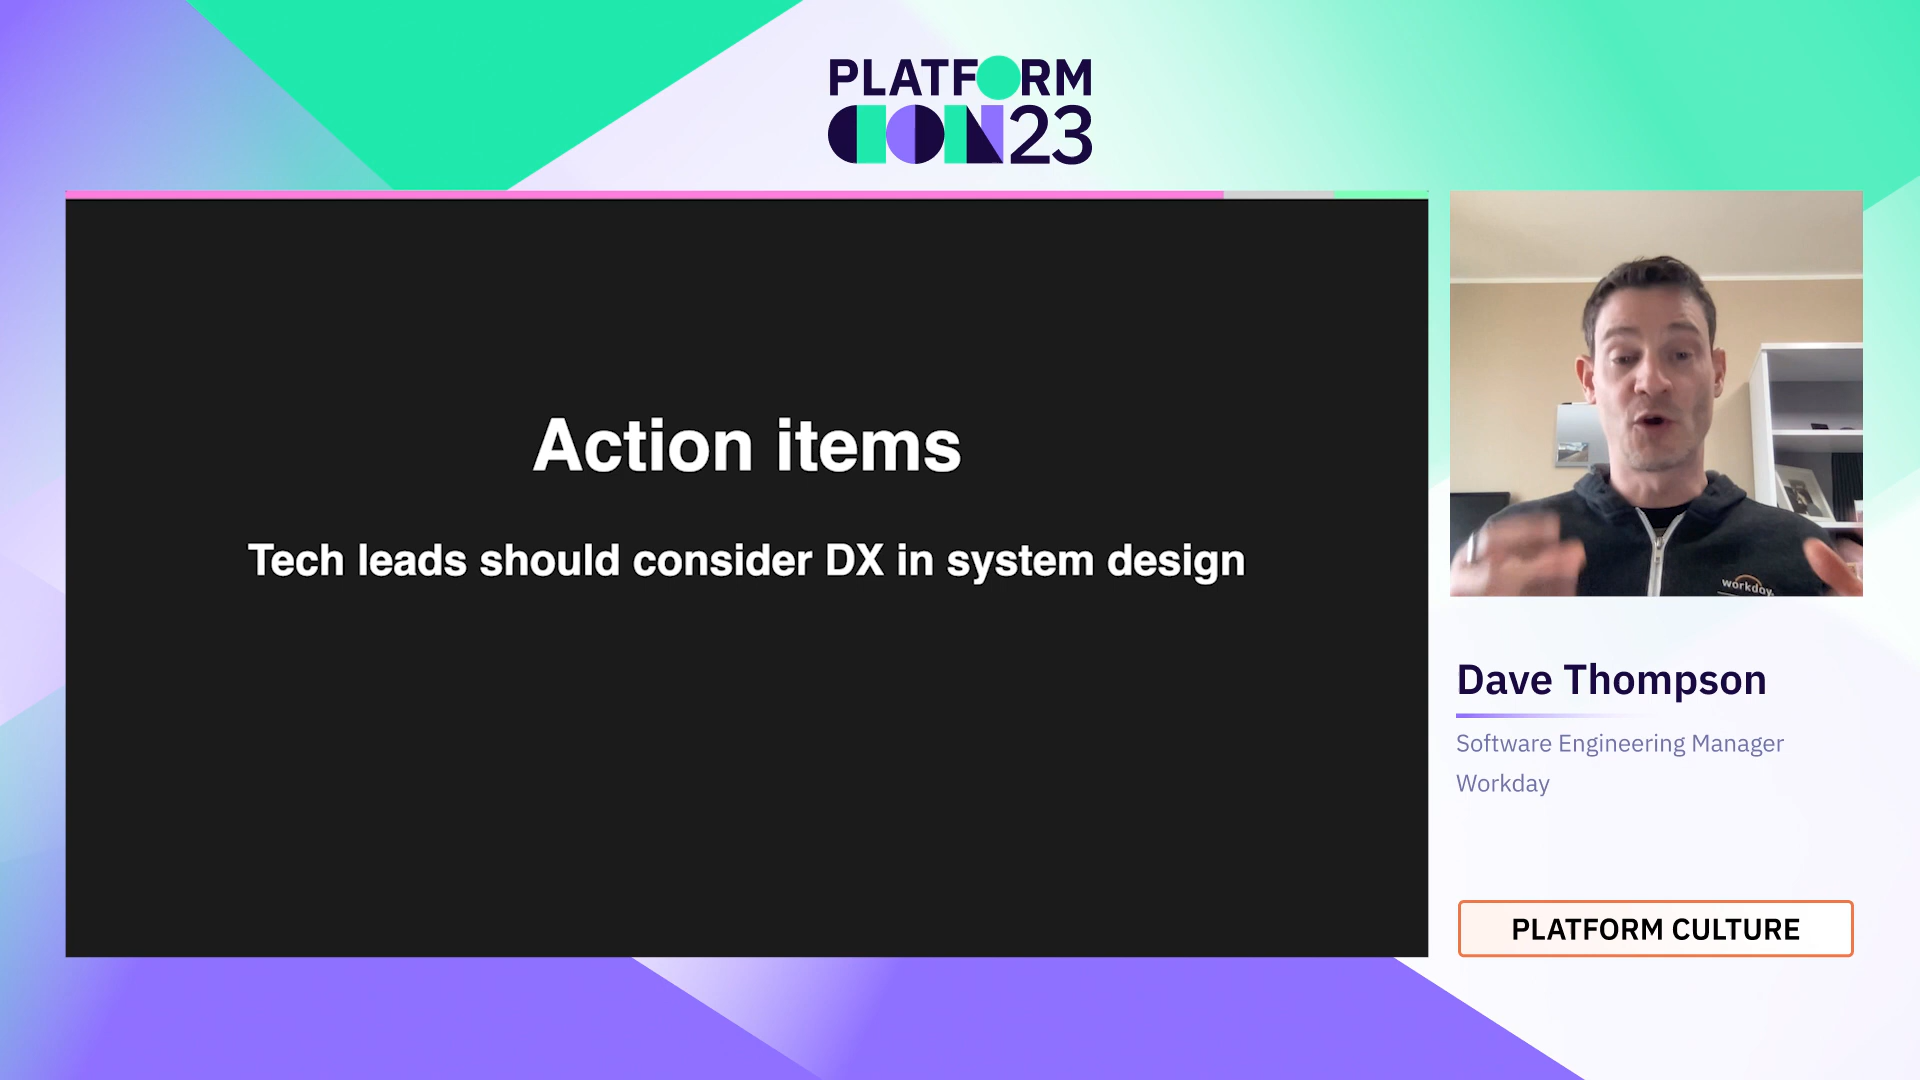 PLATFORM
CON23
Action items
Tech leads should consider DX in system design
workday.
Dave Thompson
Software Engineering Manager
Workday
PLATFORM CULTURE